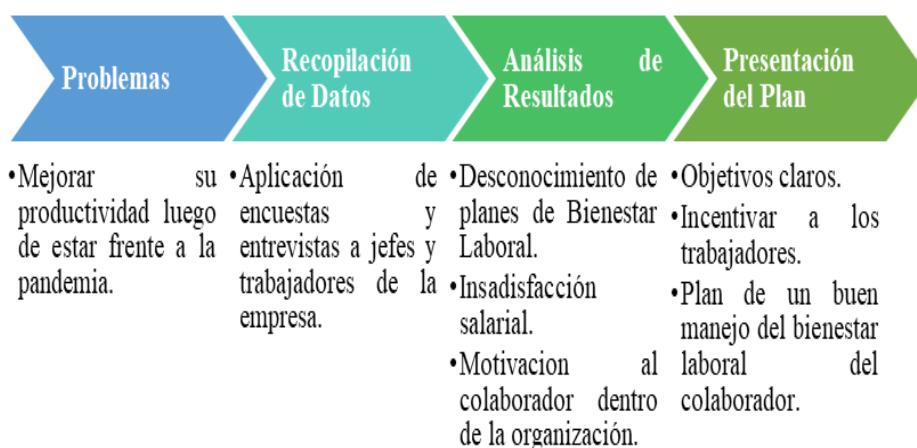 Problemas
•Mejorar su
productividad luego
de estar frente a la
pandemia.
Recopilación
de Datos
•Aplicación de
encuestas y
entrevistas a jefes y
trabajadores de la
empresa.
Análisis de
Resultados
•Desconocimiento de
planes de Bienestar
Laboral.
•Insadisfacción
salarial.
•Motivacion al
colaborador dentro
de la organización.
Presentación
del Plan
•Objetivos claros.
•Incentivar a los
trabajadores.
•Plan de un buen
manejo del bienestar
laboral del
colaborador.